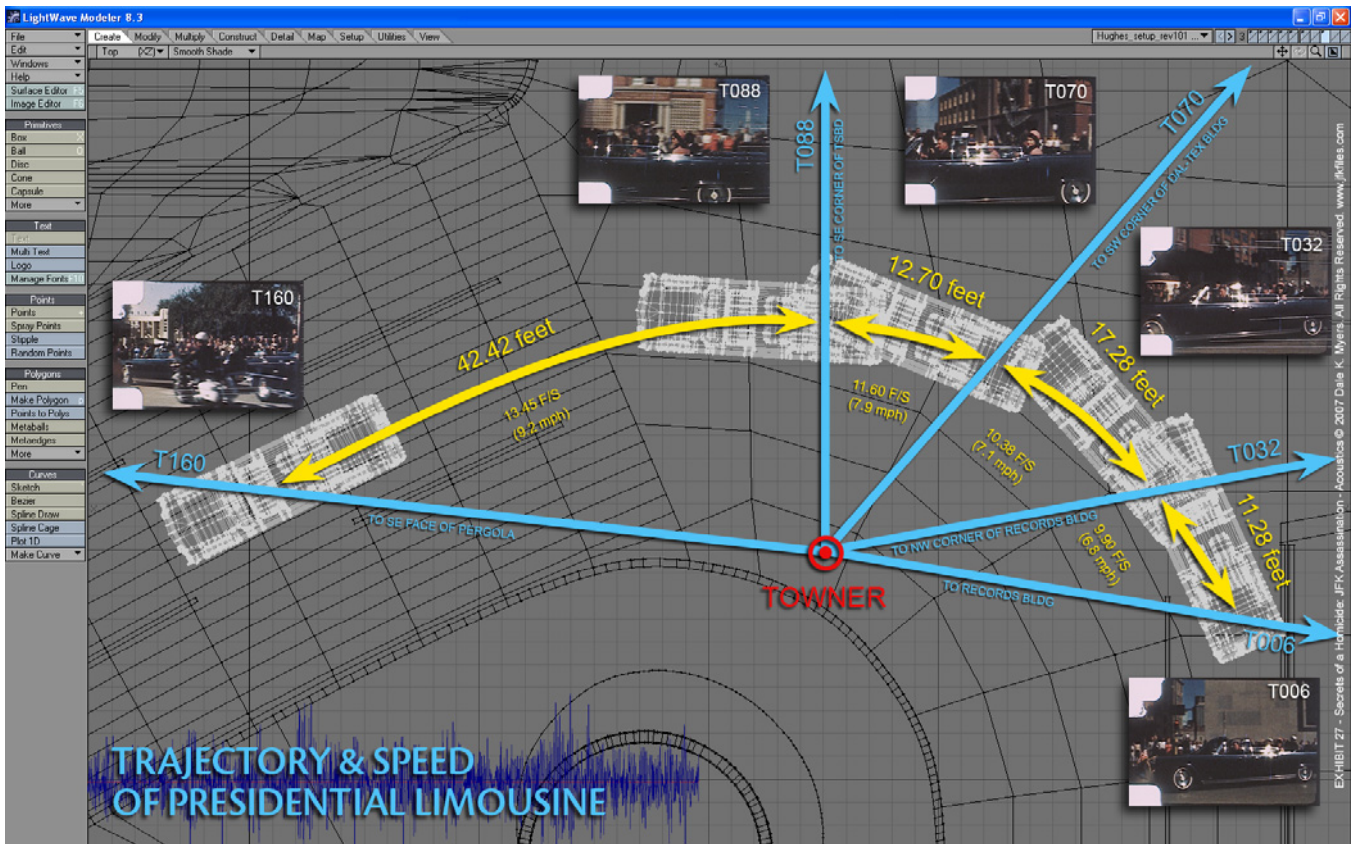 LightWave Modeler 8.3
File
Edit
Windows
Help
Surface Editor F5
Image Editor F6
Primitives
Box X
Ball O
Disc
Cone
Capsule
More
Text
Text
Multi Text
Logo
Manage Fonts F10
Points
Points +
Spray Points
Stipple
Random Points
Polygons
Pen
Make Polygon p
Points to Polys
Metaballs
Metaedges
More
Curves
Sketch
Bezier
Spline Draw
Spline Cage
Plot 1D
Make Curve
Create Modify Multiply Construct Detail Map Setup Utilities View
Top (XZ) Smooth Shade
Hughes_setup_rev101 ... 3
T088
T070
T032
T160
T006
T088
TO SE CORNER OF TSBD
T070
TO SW CORNER OF DAL TEX BLDG
T032
TO NW CORNER OF RECORDS BLDG
T006
TO RECORDS BLDG
T160
TO SE FACE OF PERGOLA
42.42 feet
13.45 F/S
(9.2 mph)
12.70 feet
11.60 F/S
(7.9 mph)
17.28 feet
10.38 F/S
(7.1 mph)
11.28 feet
9.90 F/S
(6.8 mph)
TOWNER
TRAJECTORY & SPEED
OF PRESIDENTIAL LIMOUSINE
EXHIBIT 27 - Secrets of a Homicide: JFK Assassination - Acoustics © 2007 Dale K. Myers. All Rights Reserved. www.jfkfiles.com